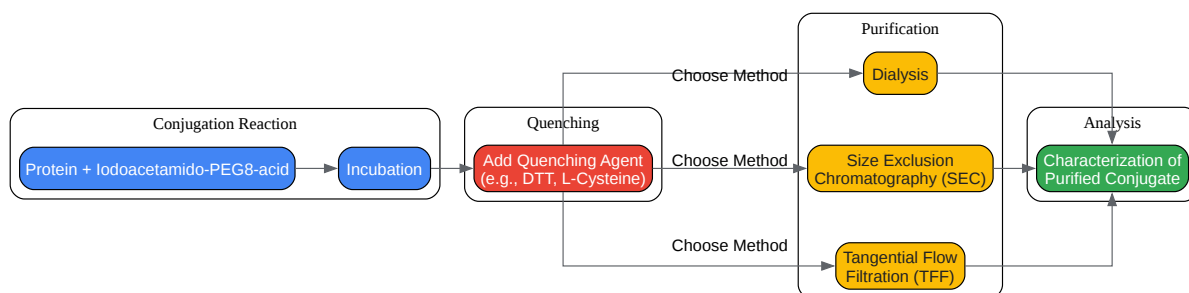 Conjugation Reaction
Protein + Iodoacetamido-PEG8-acid
Incubation
Quenching
Add Quenching Agent
(e.g., DTT, L-Cysteine)
Choose Method
Choose Method
Choose Method
Purification
Dialysis
Size Exclusion
Chromatography (SEC)
Tangential Flow
Filtration (TFF)
Analysis
Characterization of
Purified Conjugate